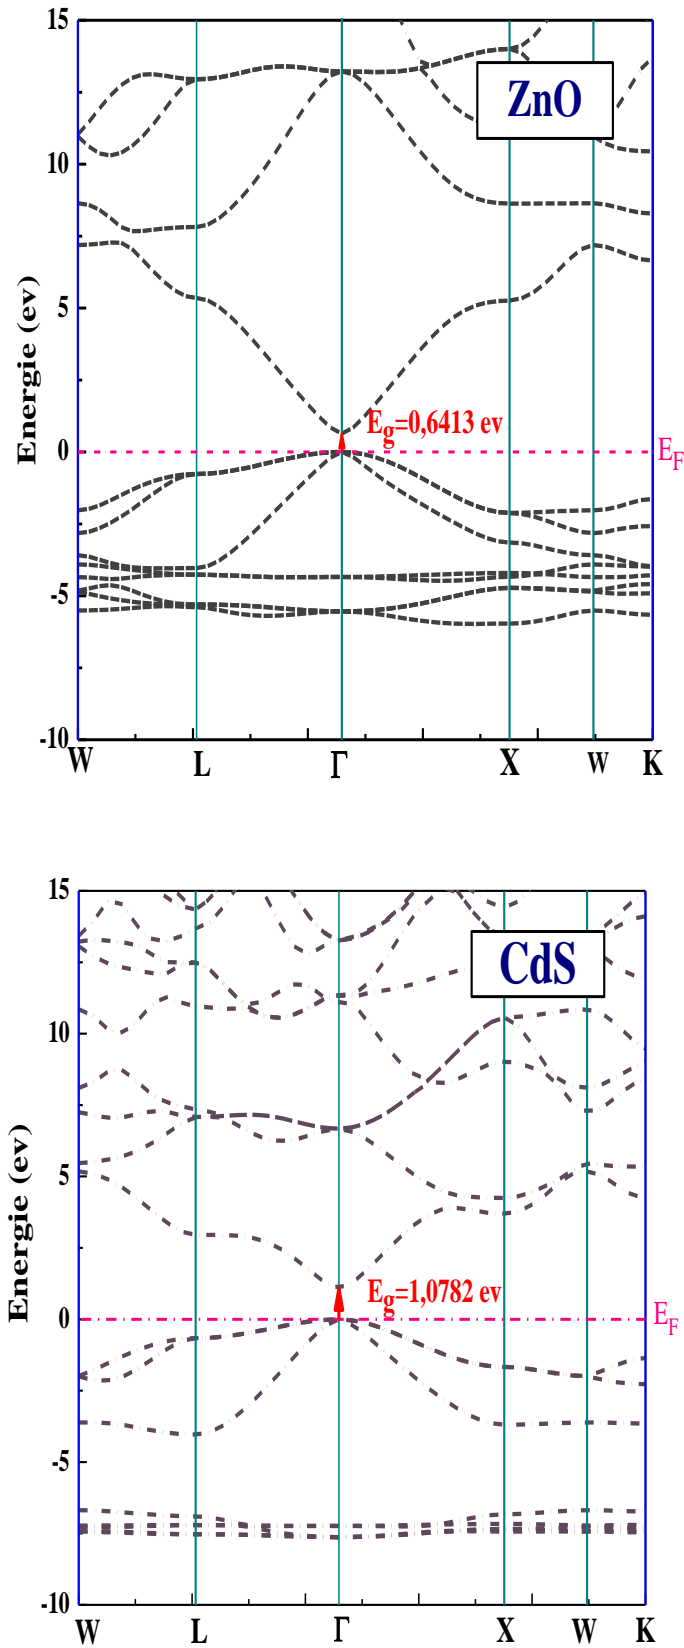 15
ZnO
10
5
Energie (ev)
E_g=0,6413 ev
0
E_F
-5
-10
W L Γ X W K
15
CdS
10
5
Energie (ev)
E_g=1,0782 ev
0
E_F
-5
-10
W L Γ X W K